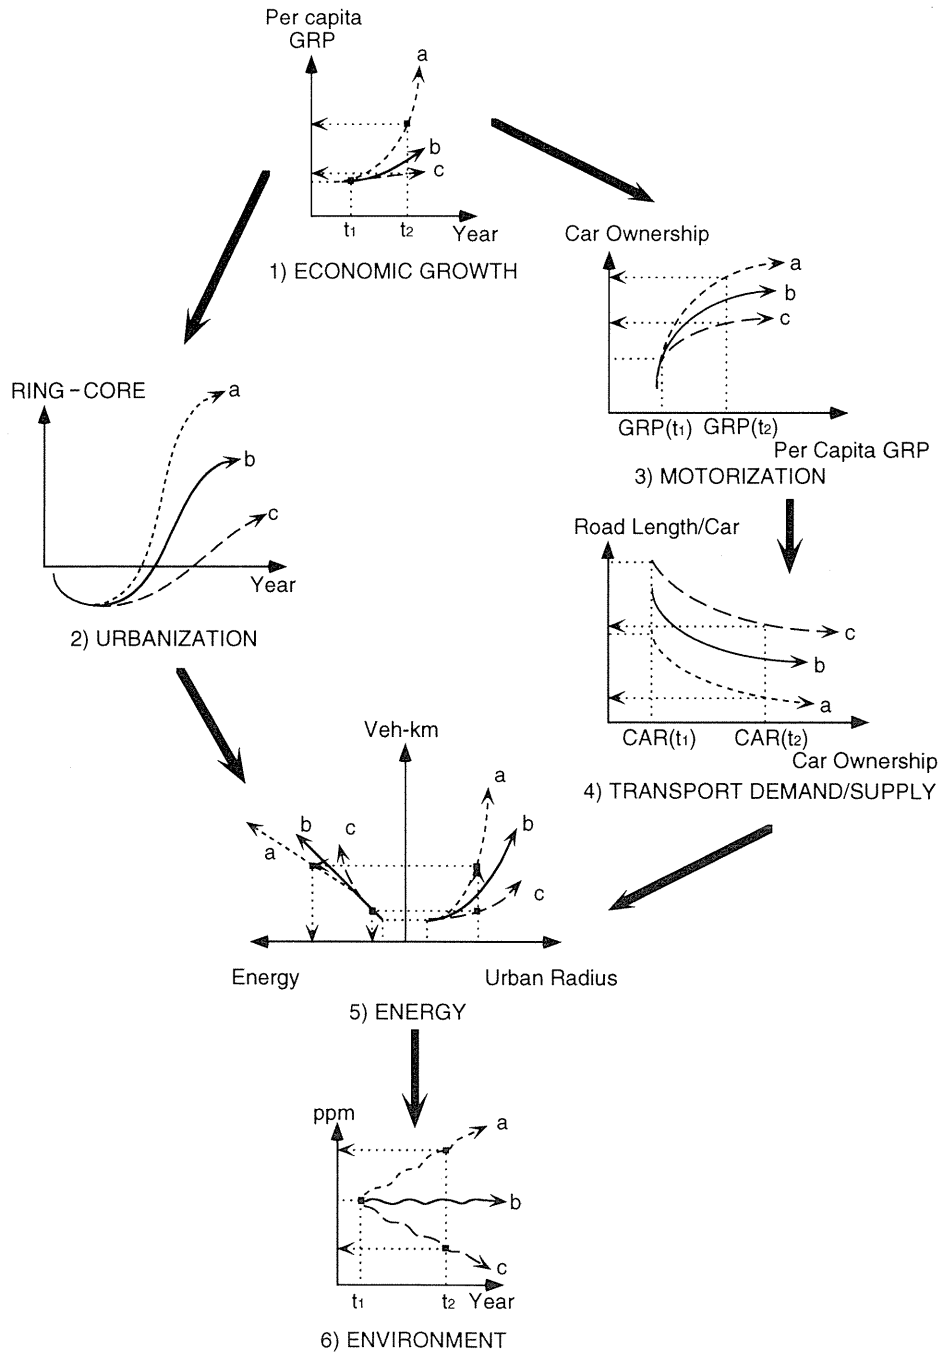 Per capita
GRP
a
b
c
t1
t2
Year
1) ECONOMIC GROWTH
Car Ownership
a
b
c
GRP(t1)
GRP(t2)
Per Capita GRP
3) MOTORIZATION
RING-CORE
a
b
c
Year
2) URBANIZATION
Road Length/Car
c
b
a
CAR(t1)
CAR(t2)
Car Ownership
4) TRANSPORT DEMAND/SUPPLY
Veh-km
a
b
c
a
b
c
Energy
Urban Radius
5) ENERGY
ppm
a
b
c
t1
t2
Year
6) ENVIRONMENT